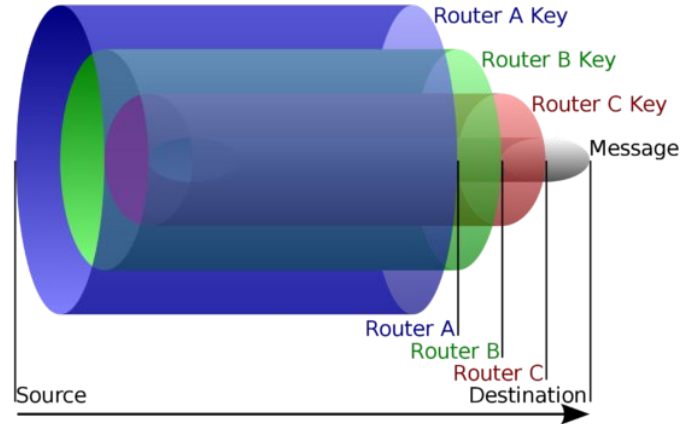 Router A Key
Router B Key
Router C Key
Message
Router A
Router B
Router C
Source
Destination